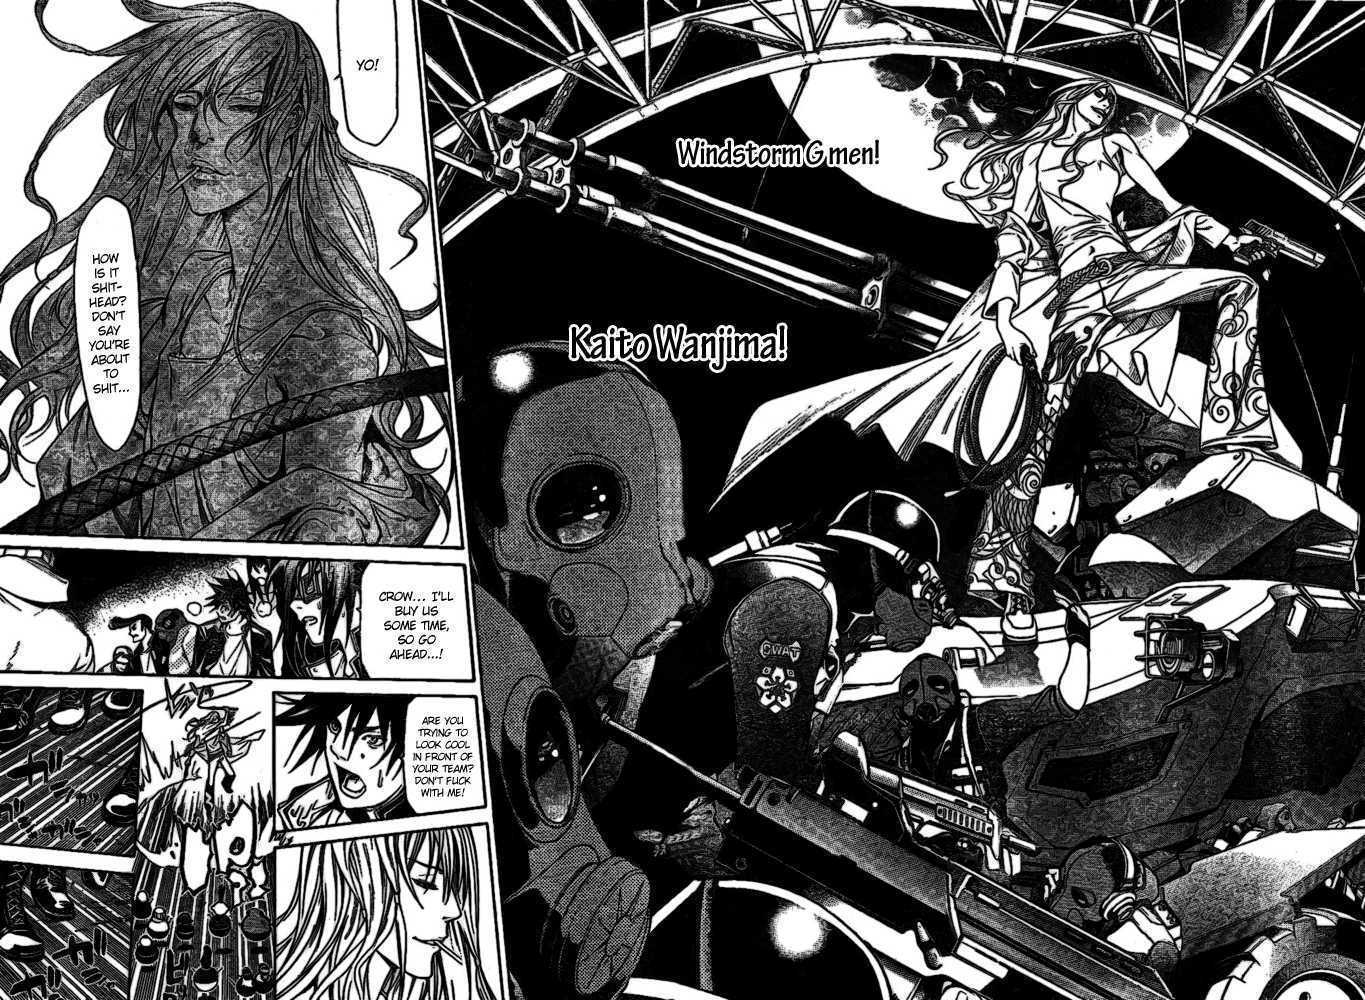 Windstorm G men!
Kaito Wanjima!
SWAT
YO!
HOW
IS IT
SHIT-
HEAD?
DON'T
SAY
YOU'RE
ABOUT
TO
SHIT...
CROW... I'LL
BUY US
SOME TIME,
SO GO
AHEAD...!
ARE YOU
TRYING TO
LOOK COOL
IN FRONT OF
YOUR TEAM?
DON'T FUCK
WITH ME!